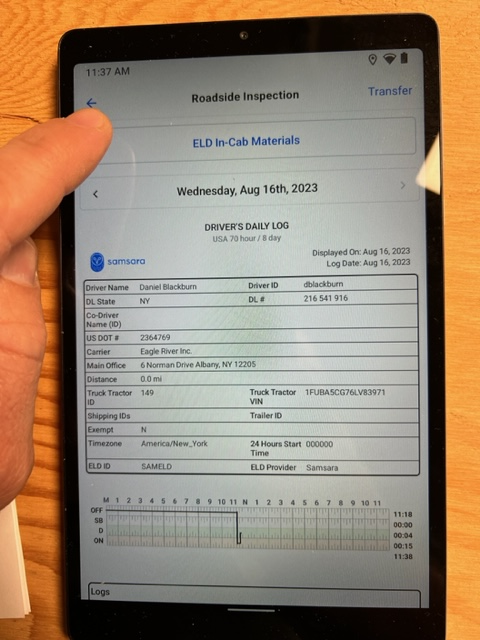 11:37 AM
Roadside Inspection
Transfer
ELD In-Cab Materials
Wednesday, Aug 16th, 2023
DRIVER'S DAILY LOG
USA 70 hour / 8 day
samsara
Displayed On: Aug 16, 2023
Log Date: Aug 16, 2023
Driver Name Daniel Blackburn Driver ID dblackburn
DL State NY DL # 216 541 916
Co-Driver
Name (ID)
US DOT # 2364769
Carrier Eagle River Inc.
Main Office 6 Norman Drive Albany, NY 12205
Distance 0.0 mi
Truck Tractor ID 149 Truck Tractor VIN 1FUBA5CG76LV83971
Shipping IDs Trailer ID
Exempt N
Timezone America/New_York 24 Hours Start Time 000000
ELD ID SAMELD ELD Provider Samsara
M 1 2 3 4 5 6 7 8 9 10 11 N 1 2 3 4 5 6 7 8 9 10 11
OFF 11:18
SB 00:00
D 00:04
ON 00:15
11:38
Logs